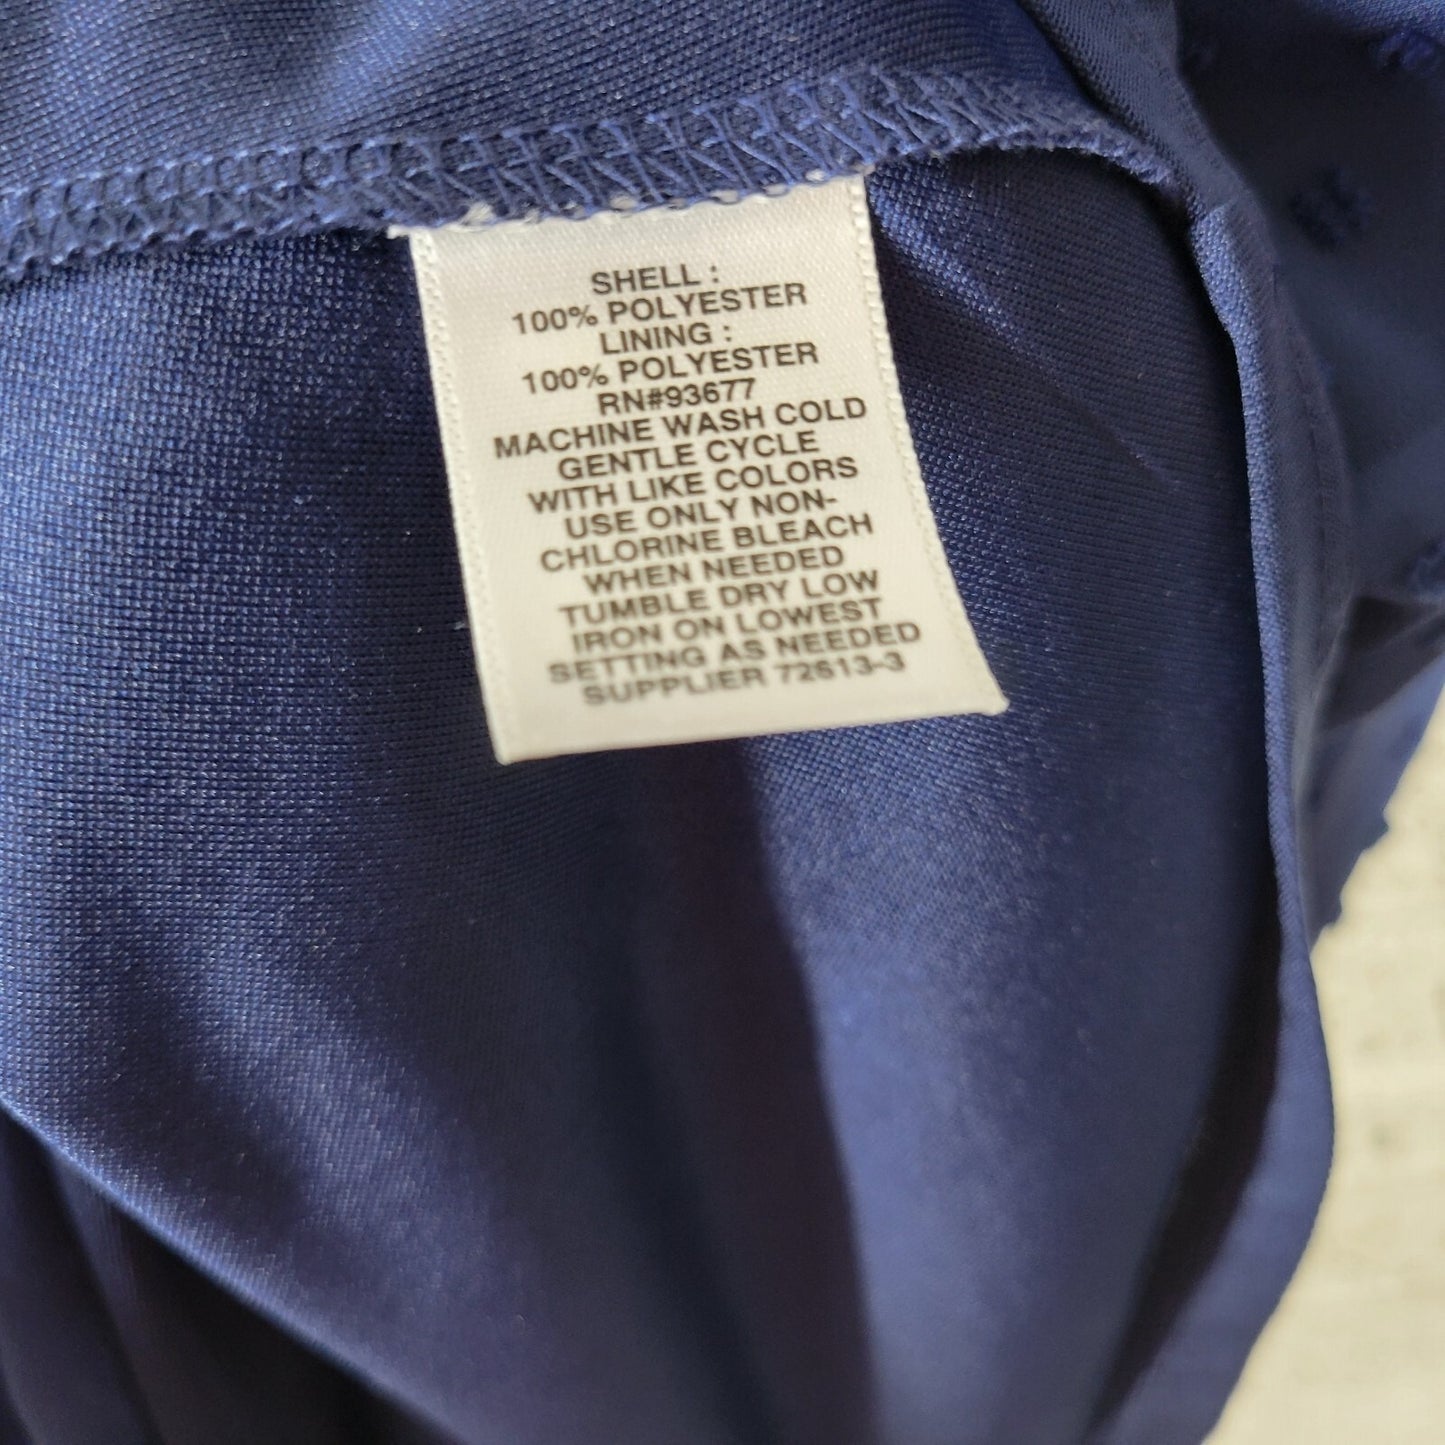 SHELL :
100% POLYESTER
LINING :
100% POLYESTER
RN#93677
MACHINE WASH COLD
GENTLE CYCLE
WITH LIKE COLORS
USE ONLY NON-
CHLORINE BLEACH
WHEN NEEDED
TUMBLE DRY LOW
IRON ON LOWEST
SETTING AS NEEDED
SUPPLIER 72613-3